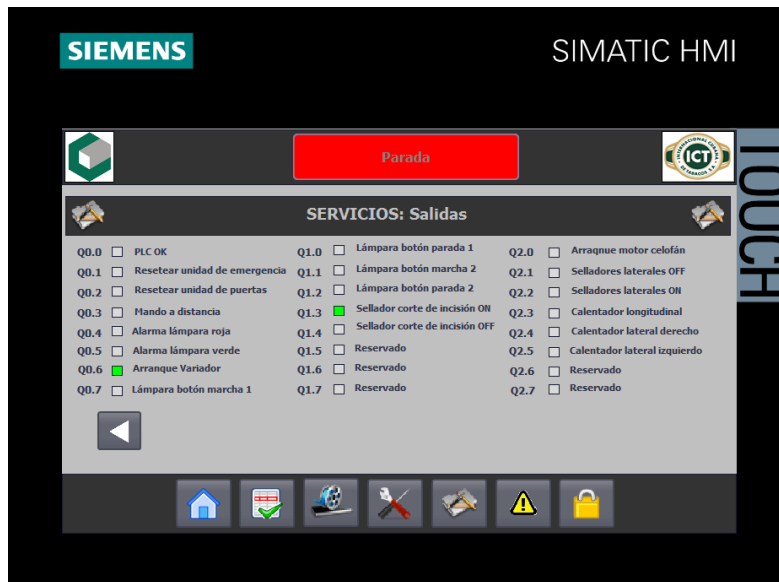 SIEMENS
SIMATIC HMI
TOUCH
Parada
INTERNACIONAL CUBANA
ICT
DE TABACOS S.A.
SERVICIOS: Salidas
Q0.0 PLC OK
Q0.1 Resetear unidad de emergencia
Q0.2 Resetear unidad de puertas
Q0.3 Mando a distancia
Q0.4 Alarma lámpara roja
Q0.5 Alarma lámpara verde
Q0.6 Arranque Variador
Q0.7 Lámpara botón marcha 1
Q1.0 Lámpara botón parada 1
Q1.1 Lámpara botón marcha 2
Q1.2 Lámpara botón parada 2
Q1.3 Sellador corte de incisión ON
Q1.4 Sellador corte de incisión OFF
Q1.5 Reservado
Q1.6 Reservado
Q1.7 Reservado
Q2.0 Arraqnue motor celofán
Q2.1 Selladores laterales OFF
Q2.2 Selladores laterales ON
Q2.3 Calentador longitudinal
Q2.4 Calentador lateral derecho
Q2.5 Calentador lateral izquierdo
Q2.6 Reservado
Q2.7 Reservado